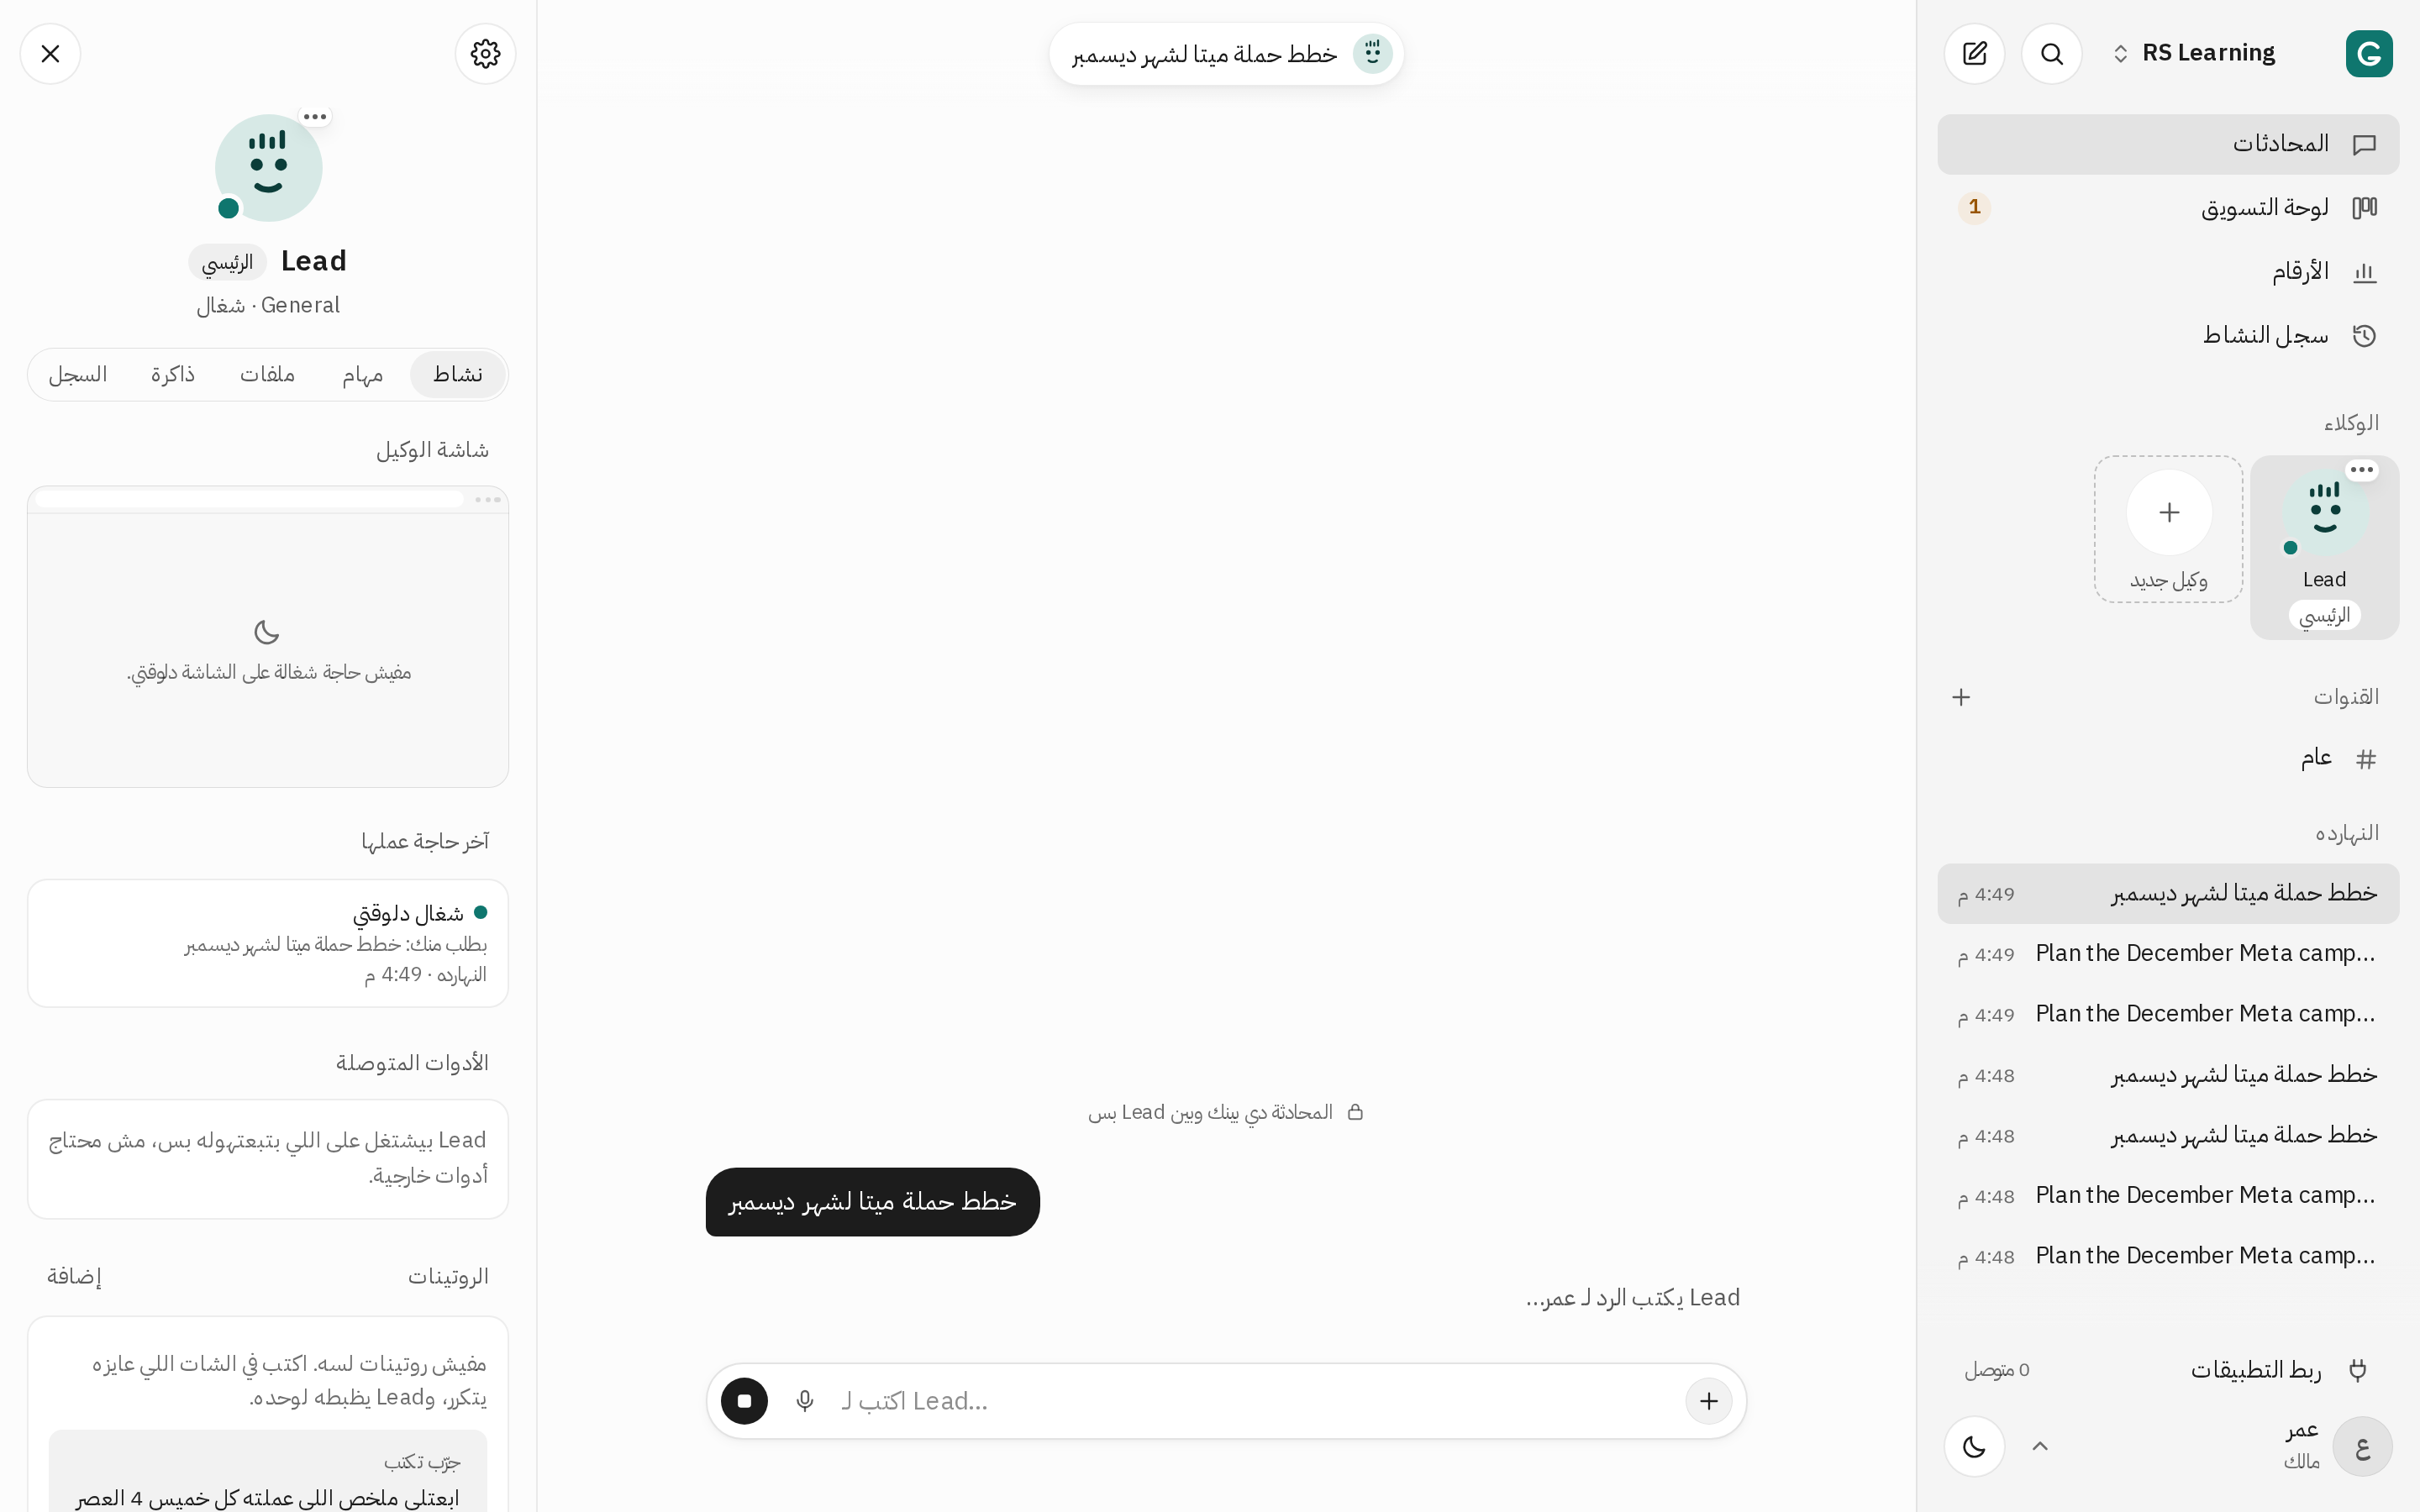 RS Learning
G
المحادثات
لوحة التسويق
1
الأرقام
سجل النشاط
الوكلاء
Lead
الرئيسي
وكيل جديد
القنوات
عام
النهارده
خطط حملة ميتا لشهر ديسمبر
4:49 م
Plan the December Meta camp...
4:49 م
Plan the December Meta camp...
4:49 م
خطط حملة ميتا لشهر ديسمبر
4:48 م
خطط حملة ميتا لشهر ديسمبر
4:48 م
Plan the December Meta camp...
4:48 م
Plan the December Meta camp...
4:48 م
ربط التطبيقات
0 متوصل
ع
عمر
مالك
خطط حملة ميتا لشهر ديسمبر
المحادثة دي بينك وبين Lead بس
خطط حملة ميتا لشهر ديسمبر
Lead يكتب الرد لـ عمر...
اكتب لـ Lead...
Lead الرئيسي
General · شغال
نشاط
مهام
ملفات
ذاكرة
السجل
شاشة الوكيل
مفيش حاجة شغالة على الشاشة دلوقتي.
آخر حاجة عملها
شغال دلوقتي
بطلب منك: خطط حملة ميتا لشهر ديسمبر
النهارده · 4:49 م
الأدوات المتوصلة
Lead بيشتغل على اللي بتبعتهوله بس، مش محتاج
أدوات خارجية.
الروتينات
إضافة
مفيش روتينات لسه. اكتب في الشات اللي عايزه
يتكرر، وLead يظبطه لوحده.
جرّب تكتب
ابعتلي ملخص اللي عملته كل خميس 4 العصر